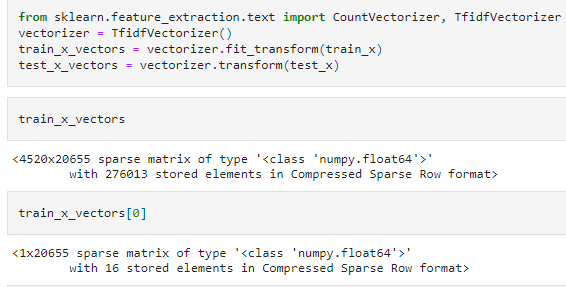 from sklearn.feature_extraction.text import CountVectorizer, TfidfVectorizer
vectorizer = TfidfVectorizer()
train_x_vectors = vectorizer.fit_transform(train_x)
test_x_vectors = vectorizer.transform(test_x)
train_x_vectors
<4520x20655 sparse matrix of type '<class 'numpy.float64'>'
with 276013 stored elements in Compressed Sparse Row format>
train_x_vectors[0]
<1x20655 sparse matrix of type '<class 'numpy.float64'>'
with 16 stored elements in Compressed Sparse Row format>